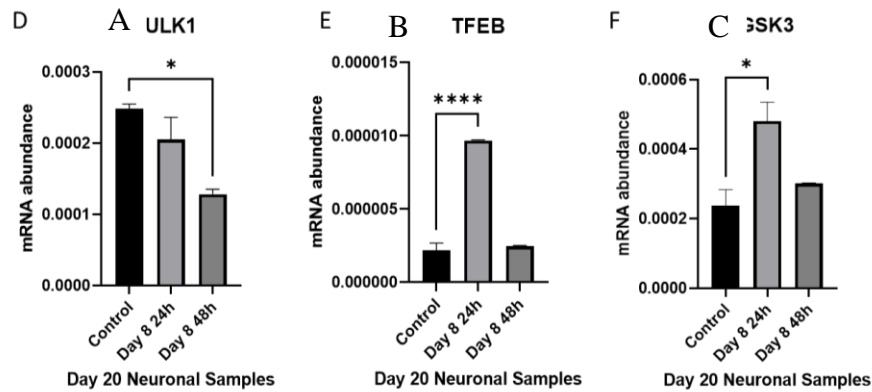 D A ULK1
0.0003
0.0002
0.0001
0.0000
mRNA abundance
*
Control
Day 8 24h
Day 8 48h
Day 20 Neuronal Samples
E B TFEB
0.000015
0.000010
0.000005
0.000000
mRNA abundance
****
Control
Day 8 24h
Day 8 48h
Day 20 Neuronal Samples
F C GSK3
0.0006
0.0004
0.0002
0.0000
mRNA abundance
*
Control
Day 8 24h
Day 8 48h
Day 20 Neuronal Samples